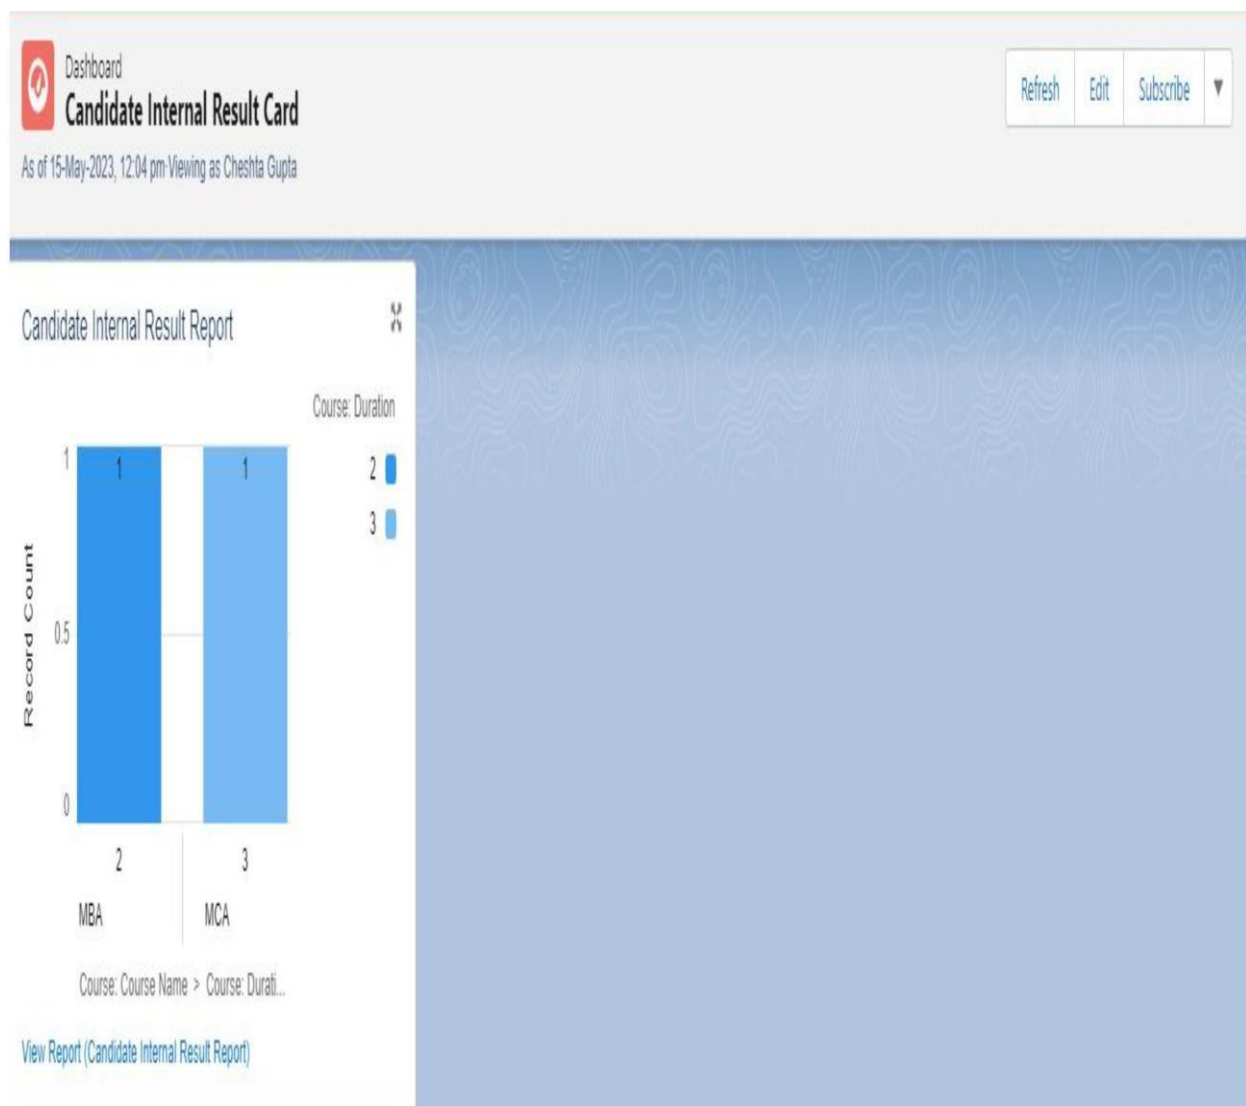 Dashboard
Candidate Internal Result Card
As of 15-May-2023, 12:04 pm·Viewing as Cheshta Gupta
Refresh
Edit
Subscribe
Candidate Internal Result Report
Course: Duration
2
3
Record Count
1
0.5
0
1
1
2
3
MBA
MCA
Course: Course Name > Course: Durati...
View Report (Candidate Internal Result Report)